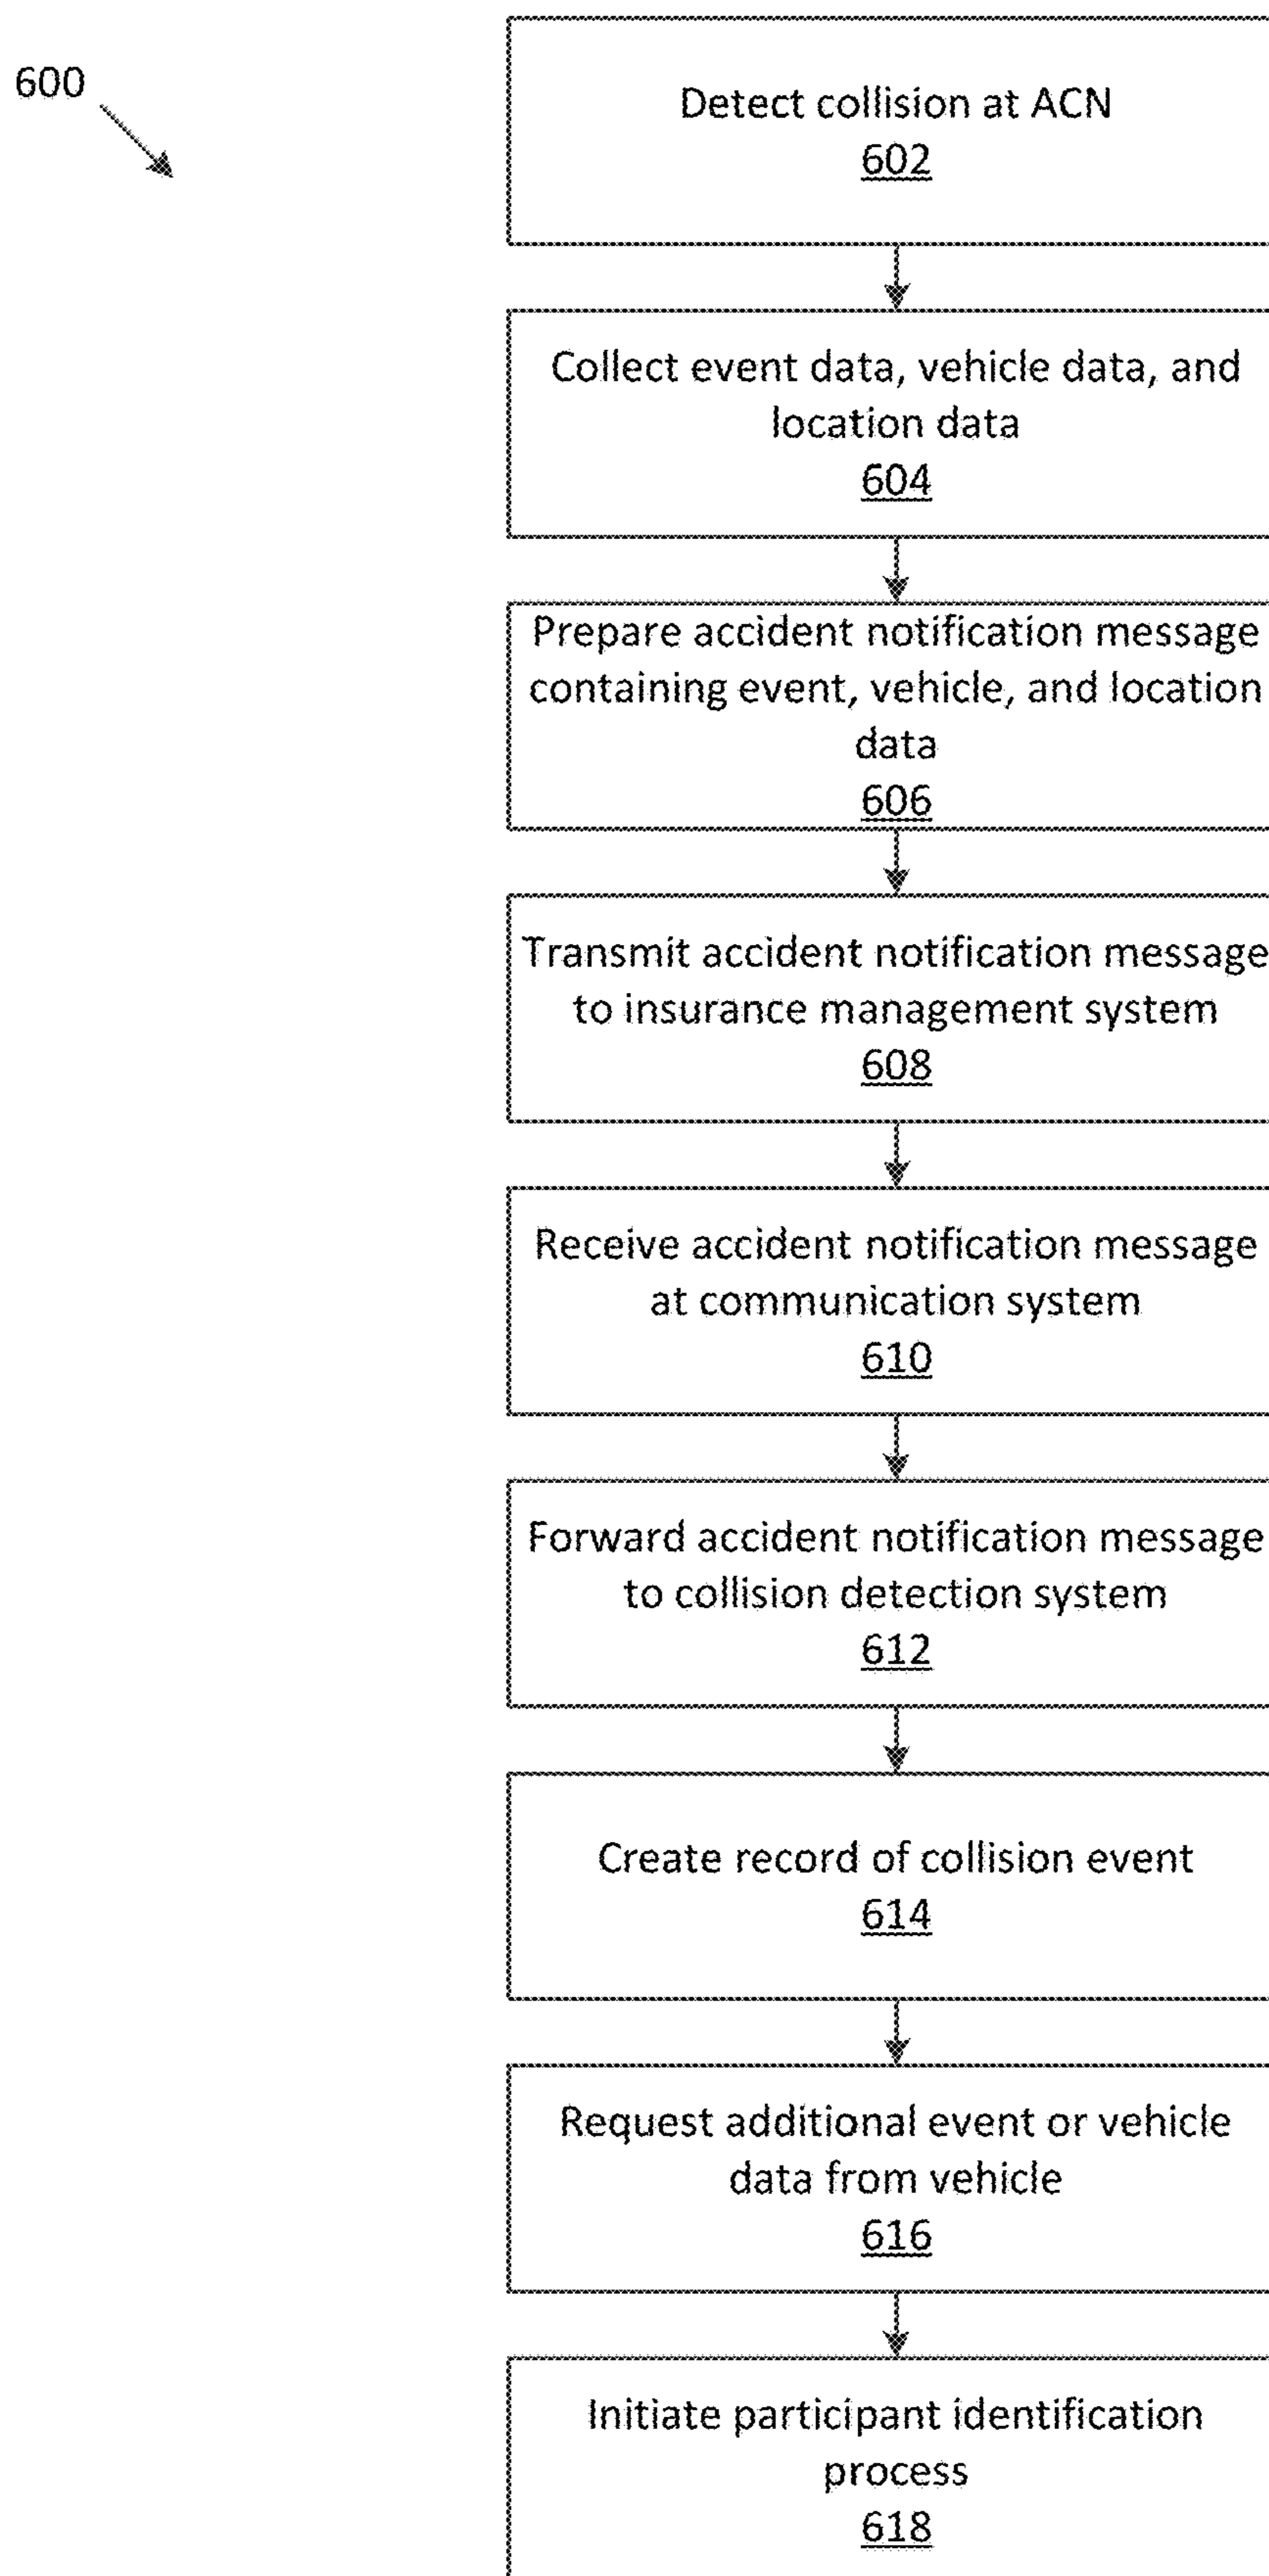 600
Detect collision at ACN
602
Collect event data, vehicle data, and
location data
604
Prepare accident notification message
containing event, vehicle, and location
data
606
Transmit accident notification message
to insurance management system
608
Receive accident notification message
at communication system
610
Forward accident notification message
to collision detection system
612
Create record of collision event
614
Request additional event or vehicle
data from vehicle
616
Initiate participant identification
process
618